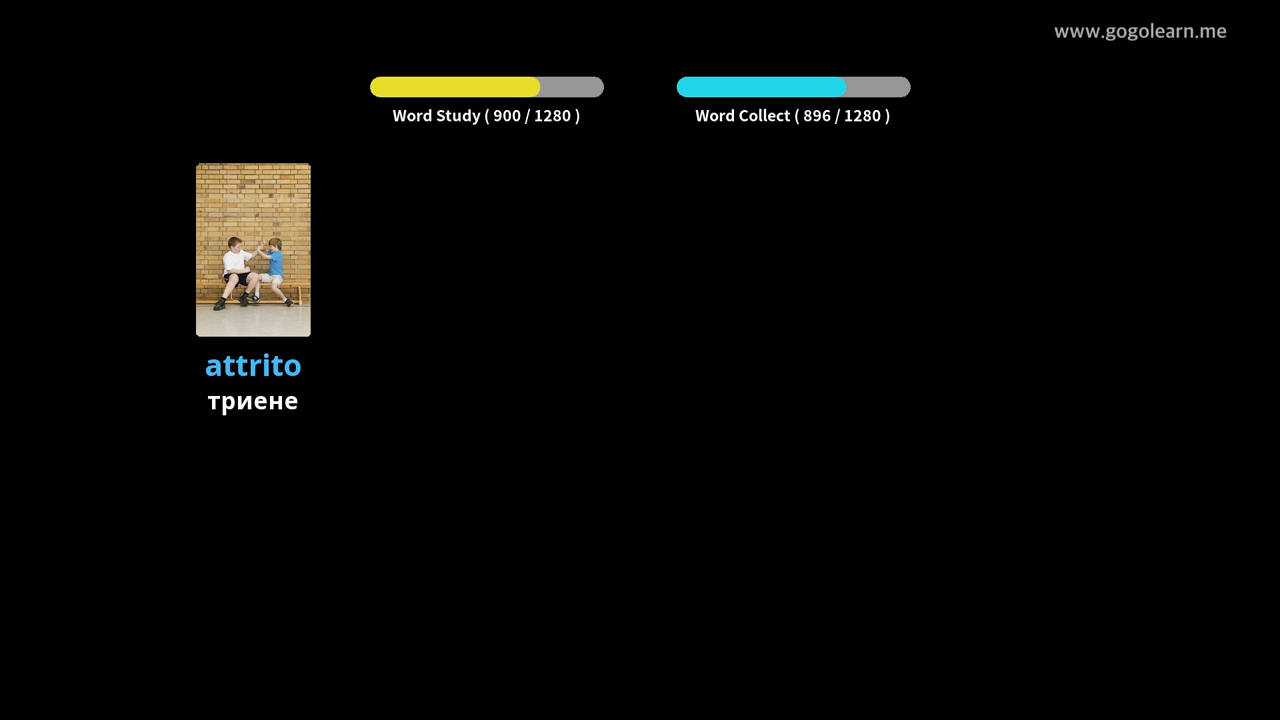 www.gogolearn.me
Word Study ( 900 / 1280 )
Word Collect ( 896 / 1280 )
attrito
триене